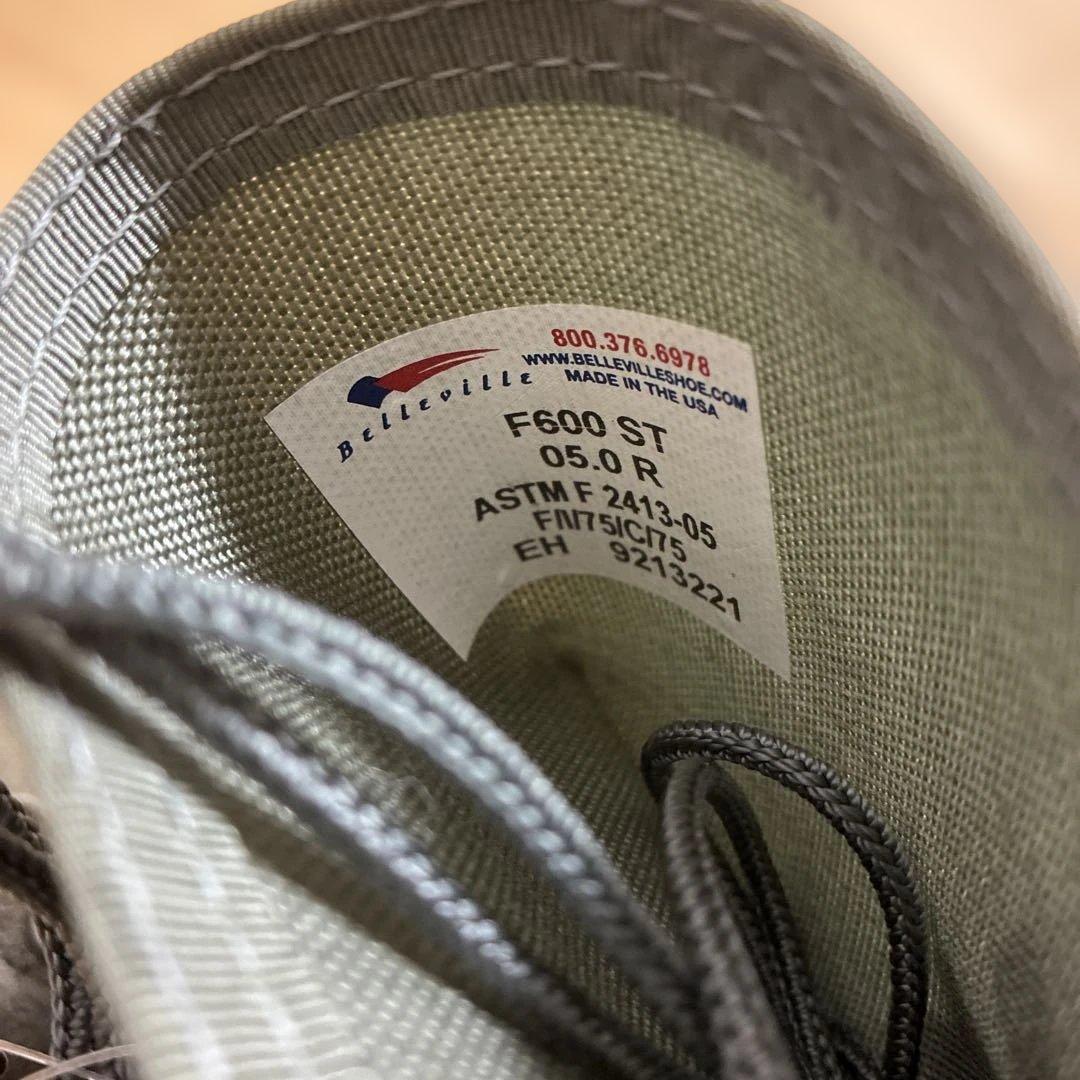 800.376.6978
WWW.BELLEVILLESHOE.COM
MADE IN THE USA
Belleville
F600 ST
05.0 R
ASTM F 2413-05
F/I/75/C/75
EH 9213221